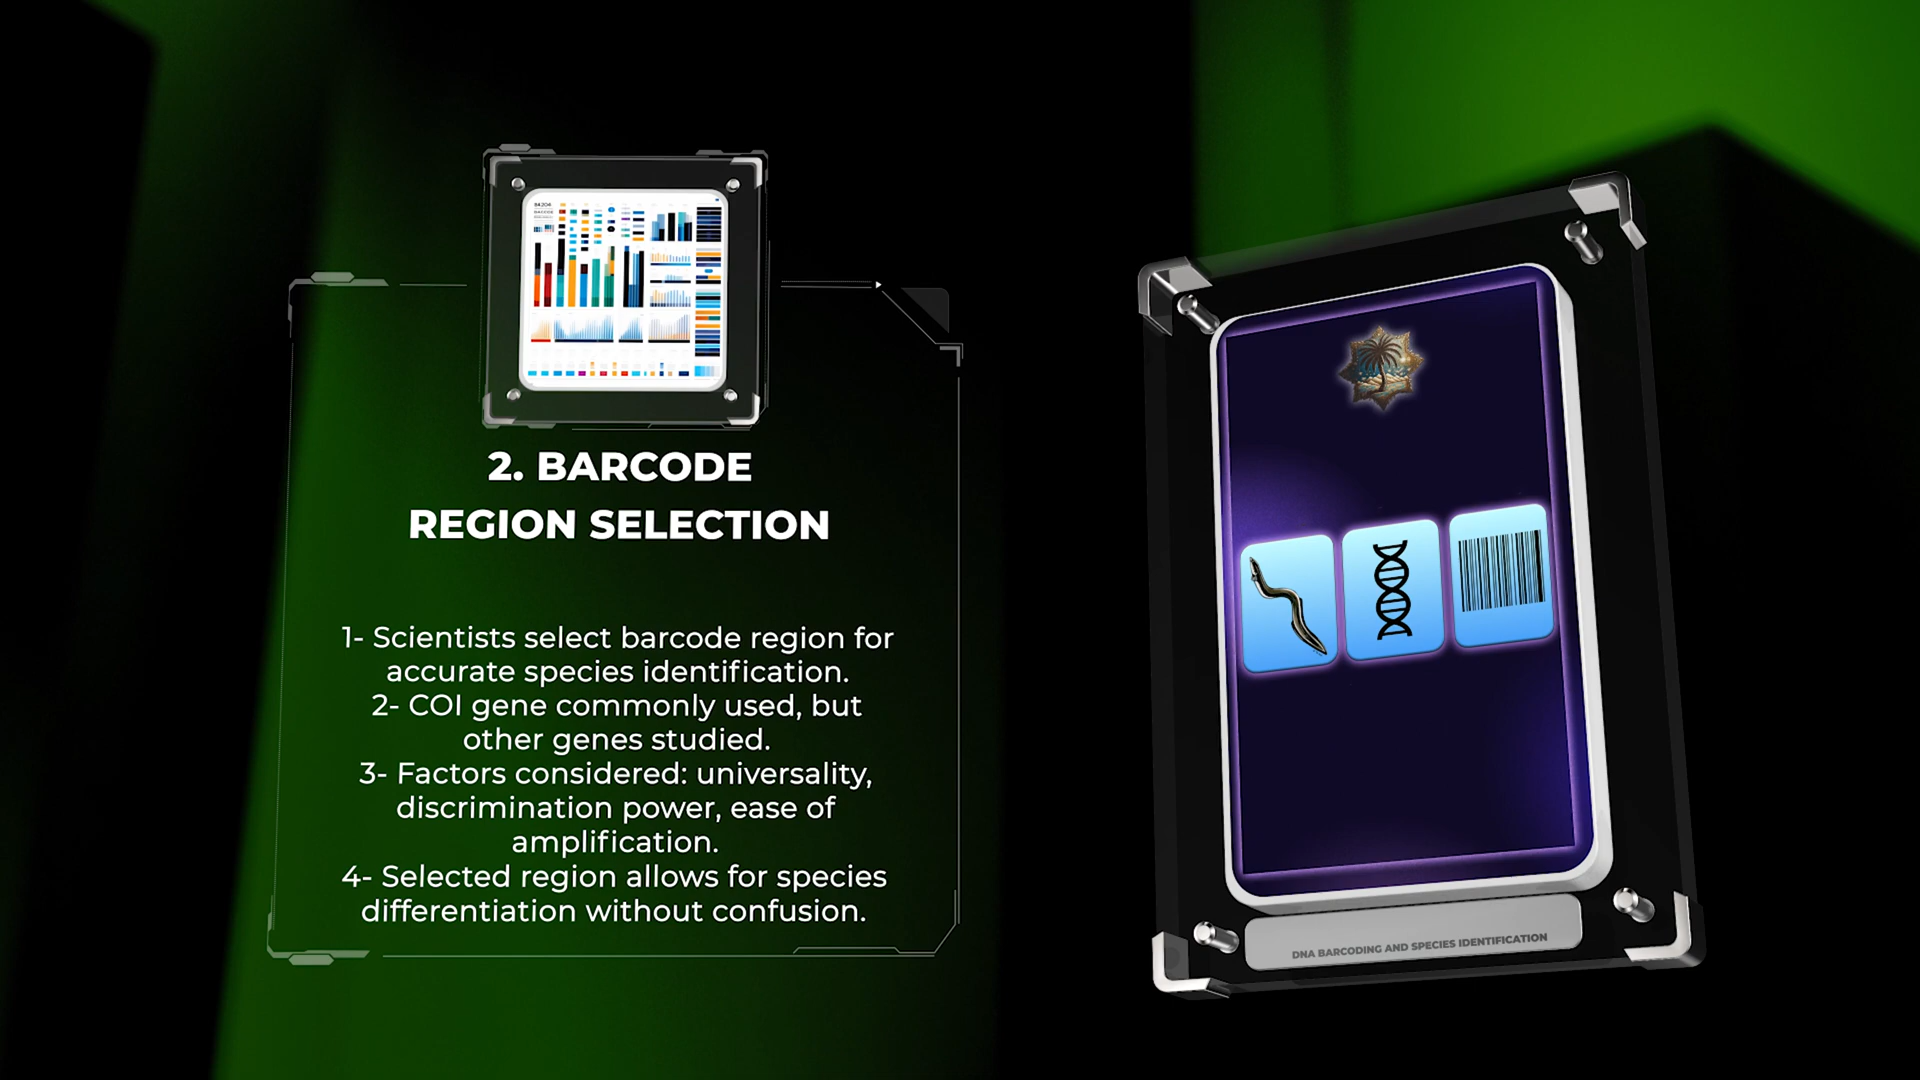 2. BARCODE
REGION SELECTION
1- Scientists select barcode region for
accurate species identification.
2- COI gene commonly used, but
other genes studied.
3- Factors considered: universality,
discrimination power, ease of
amplification.
4- Selected region allows for species
differentiation without confusion.
DNA BARCODING AND SPECIES IDENTIFICATION